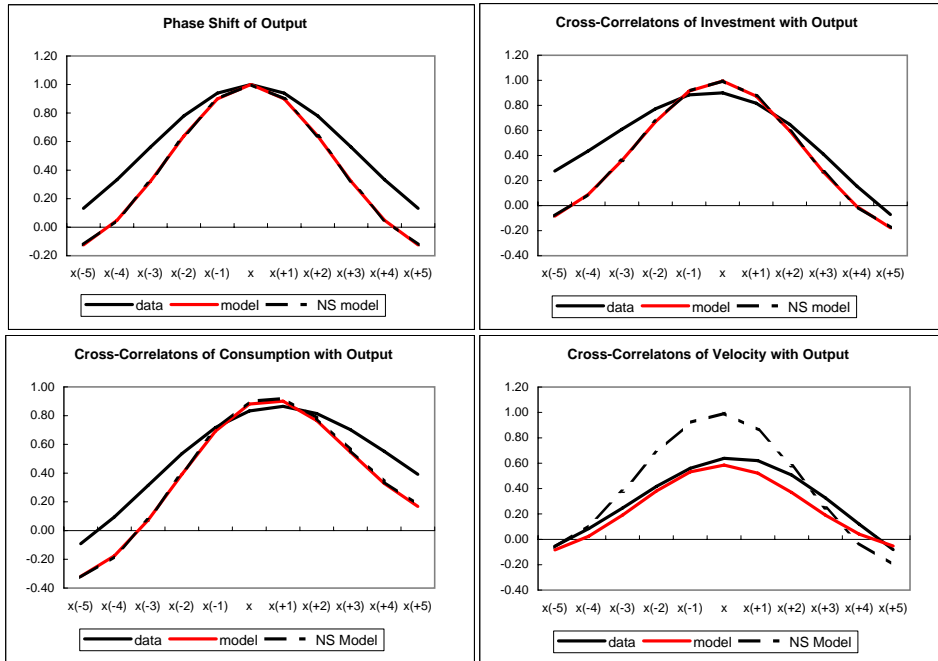 Phase Shift of Output
1.20
1.00
0.80
0.60
0.40
0.20
0.00
-0.20
x(-5) x(-4) x(-3) x(-2) x(-1) x x(+1) x(+2) x(+3) x(+4) x(+5)
data model NS model
Cross-Correlatons of Investment with Output
1.20
1.00
0.80
0.60
0.40
0.20
0.00
-0.20
-0.40
x(-5) x(-4) x(-3) x(-2) x(-1) x x(+1) x(+2) x(+3) x(+4) x(+5)
data model NS model
Cross-Correlatons of Consumption with Output
1.00
0.80
0.60
0.40
0.20
0.00
-0.20
-0.40
x(-5) x(-4) x(-3) x(-2) x(-1) x x(+1) x(+2) x(+3) x(+4) x(+5)
data model NS Model
Cross-Correlatons of Velocity with Output
1.20
1.00
0.80
0.60
0.40
0.20
0.00
-0.20
-0.40
x(-5) x(-4) x(-3) x(-2) x(-1) x x(+1) x(+2) x(+3) x(+4) x(+5)
data model NS Model